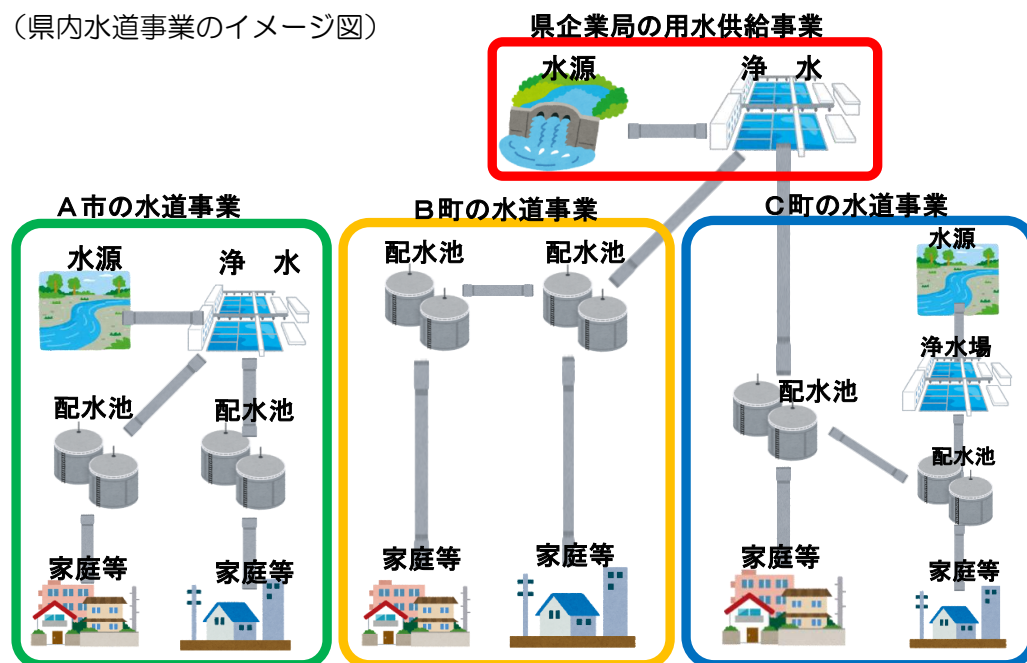 （県内水道事業のイメージ図）
県企業局の用水供給事業
水源
浄　水
A市の水道事業
水源
浄　水
配水池
配水池
家庭等
家庭等
B町の水道事業
配水池
配水池
家庭等
家庭等
C町の水道事業
水源
浄水場
配水池
配水池
家庭等
家庭等